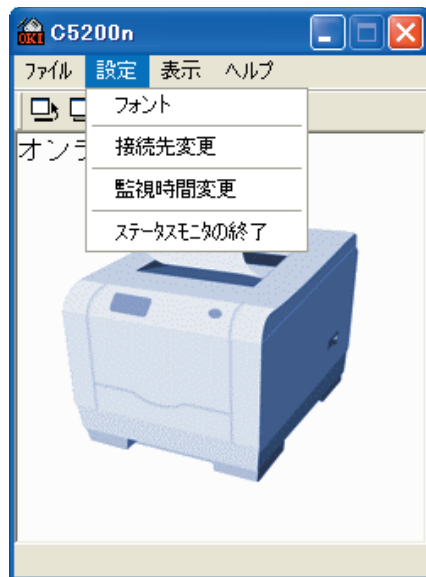 OKI C5200n
ファイル 設定 表示 ヘルプ
フォント
オンラ
接続先変更
監視時間変更
ステータスモニタの終了